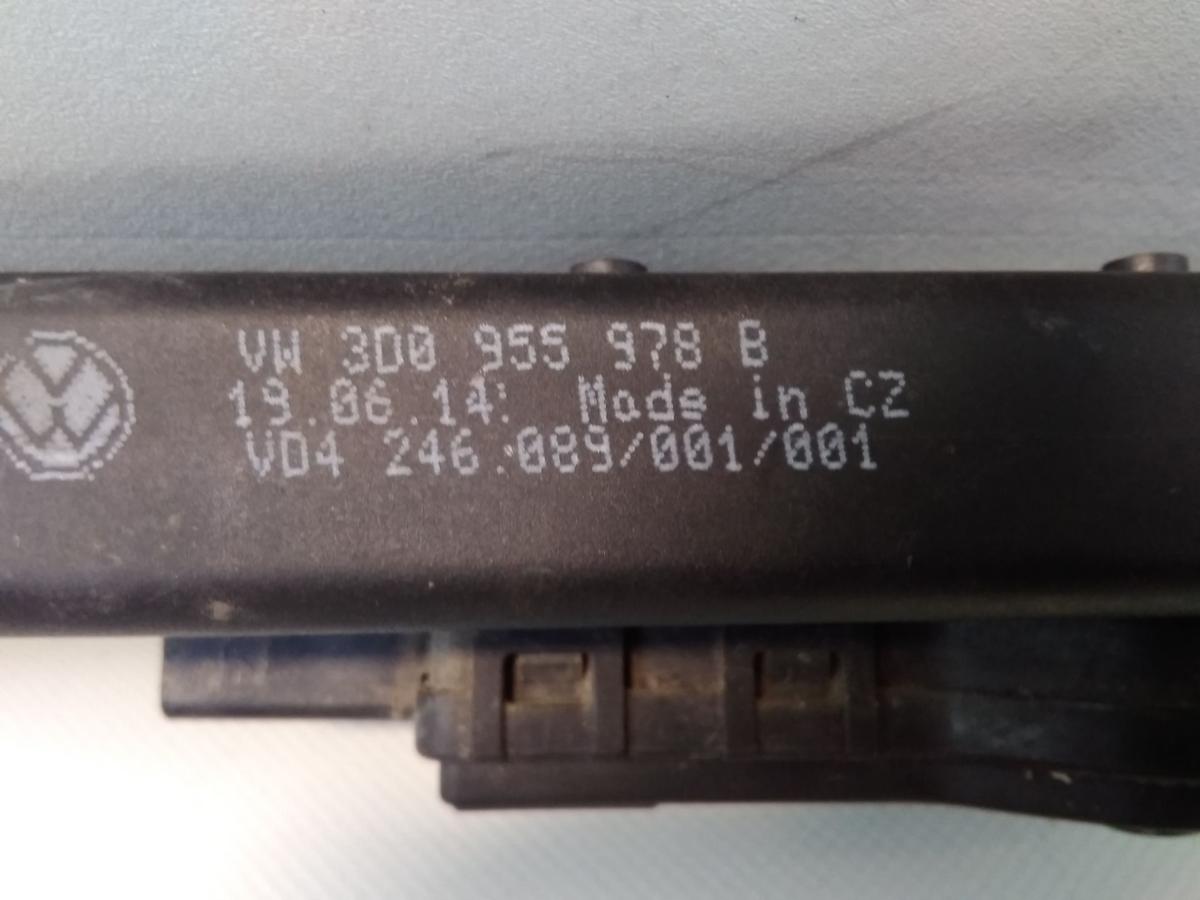 VW 3D0 955 978 B
19.06.14! Made in CZ
VD4 246.089/001/001